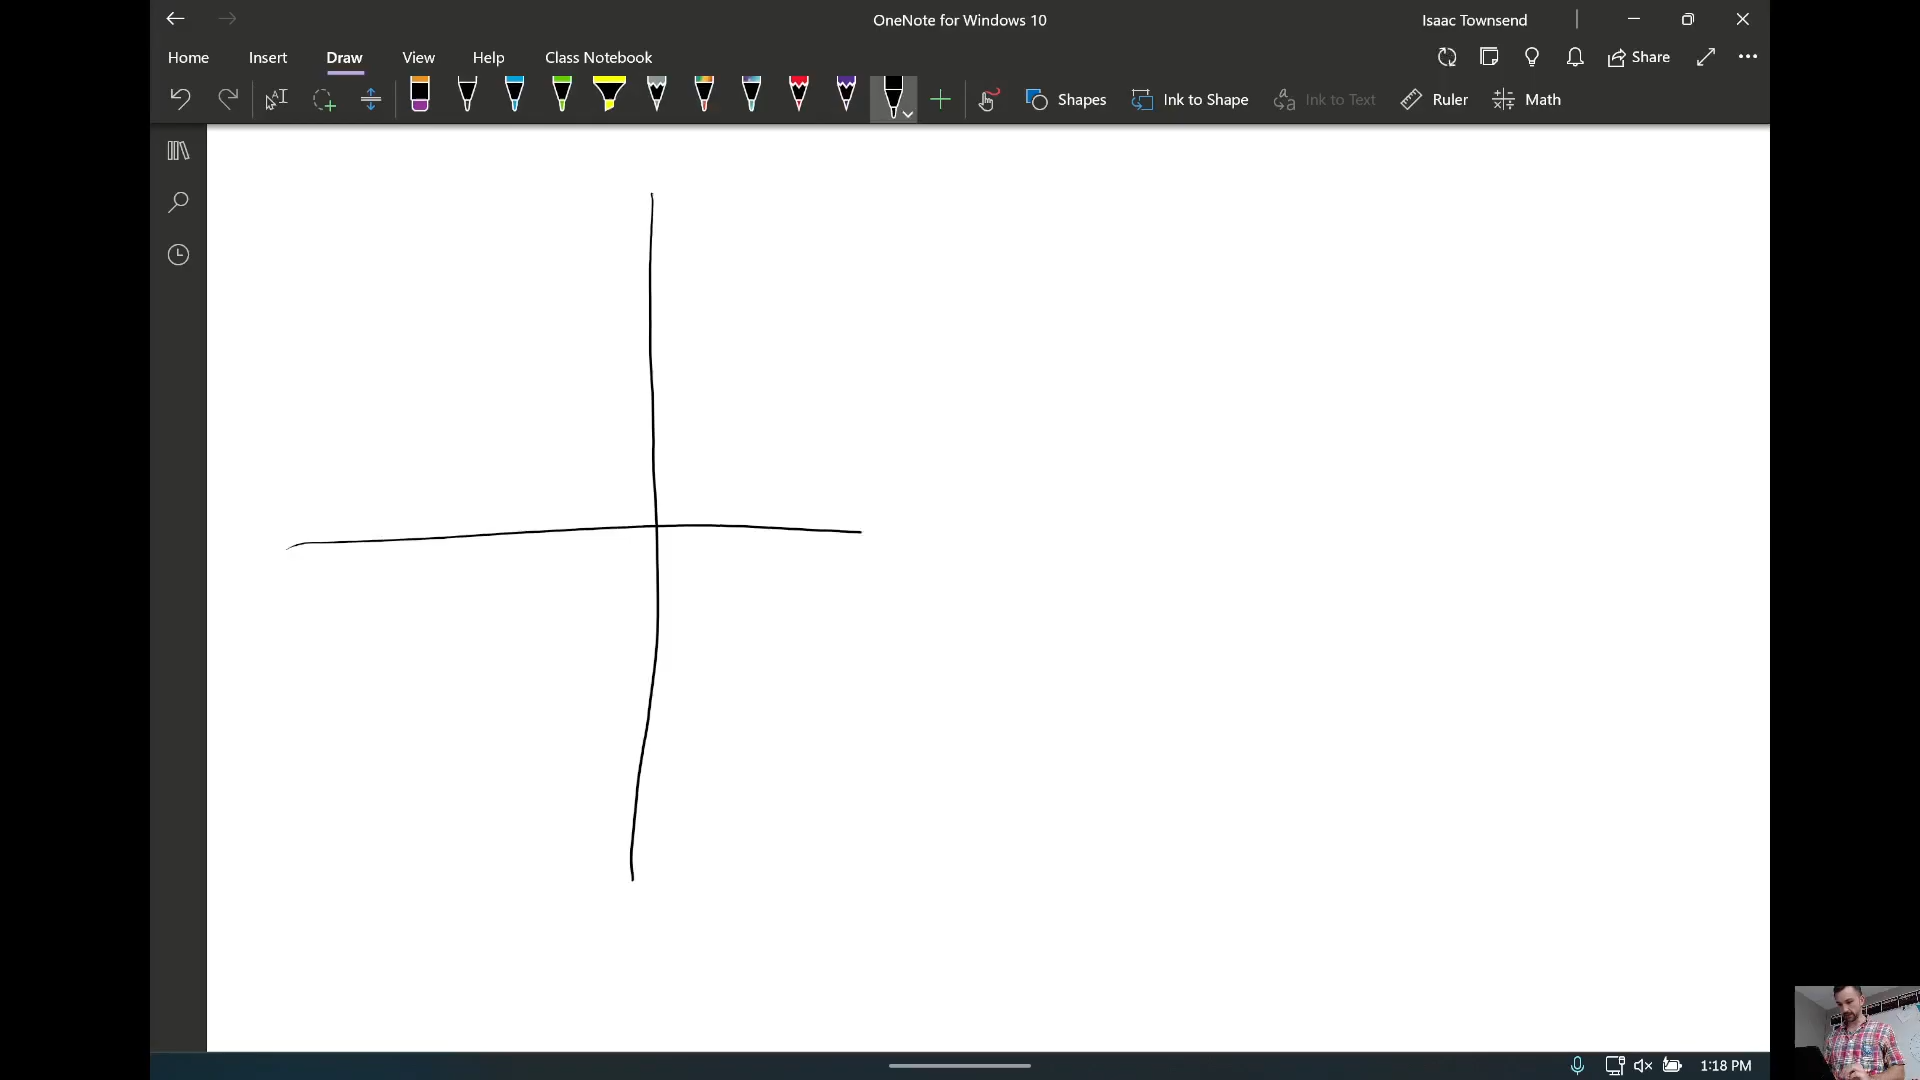 OneNote for Windows 10
Isaac Townsend
Home Insert Draw View Help Class Notebook Share
Shapes Ink to Shape Ink to Text Ruler Math
1:18 PM